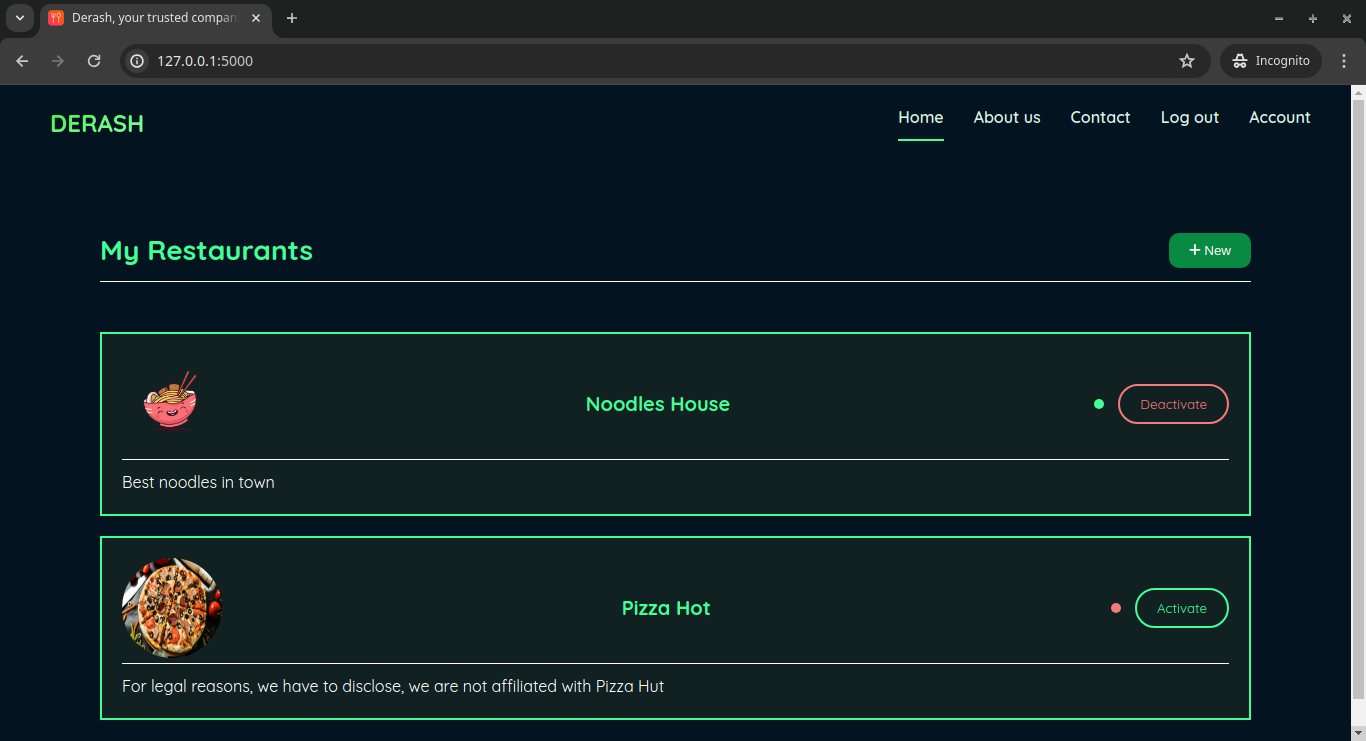 Derash, your trusted compan
127.0.0.1:5000
Incognito
DERASH
Home About us Contact Log out Account
My Restaurants
+ New
Noodles House
Deactivate
Best noodles in town
Pizza Hot
Activate
For legal reasons, we have to disclose, we are not affiliated with Pizza Hut